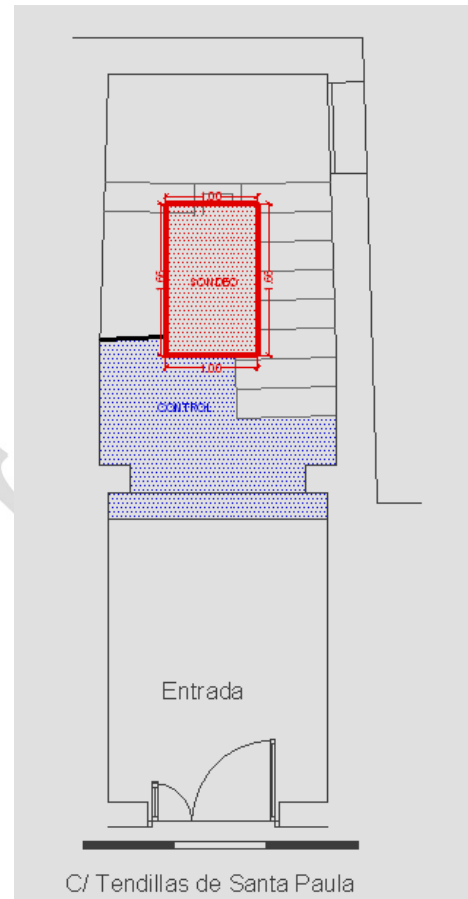 1.00
SONDEO
1.65
1.65
1.00
CONTROL
Entrada
C/ Tendillas de Santa Paula